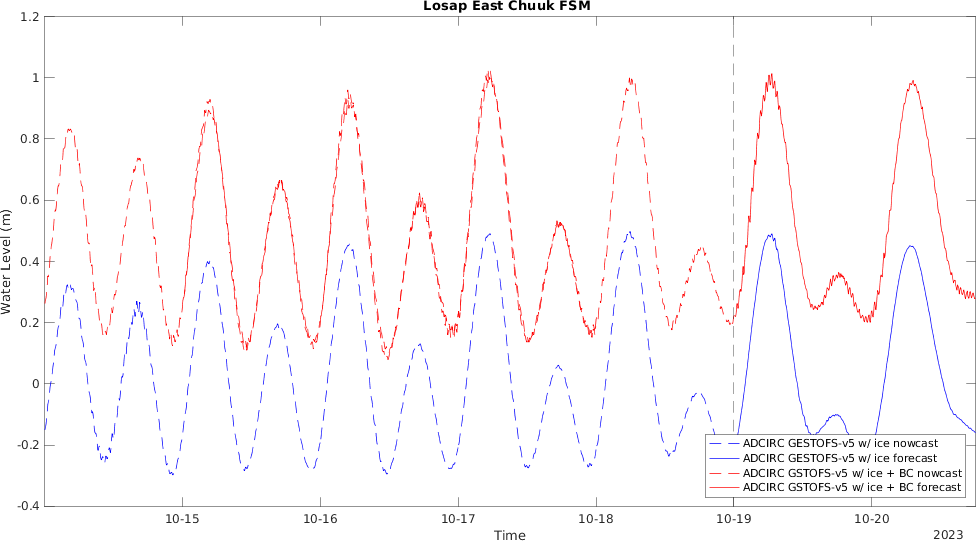 Losap East Chuuk FSM
1.2
1
0.8
0.6
0.4
0.2
0
-0.2
-0.4
Water Level (m)
ADCIRC GESTOFS-v5 w/ ice nowcast
ADCIRC GESTOFS-v5 w/ ice forecast
ADCIRC GSTOFS-v5 w/ ice + BC nowcast
ADCIRC GSTOFS-v5 w/ ice + BC forecast
10-15 10-16 10-17 10-18 10-19 10-20
Time
2023